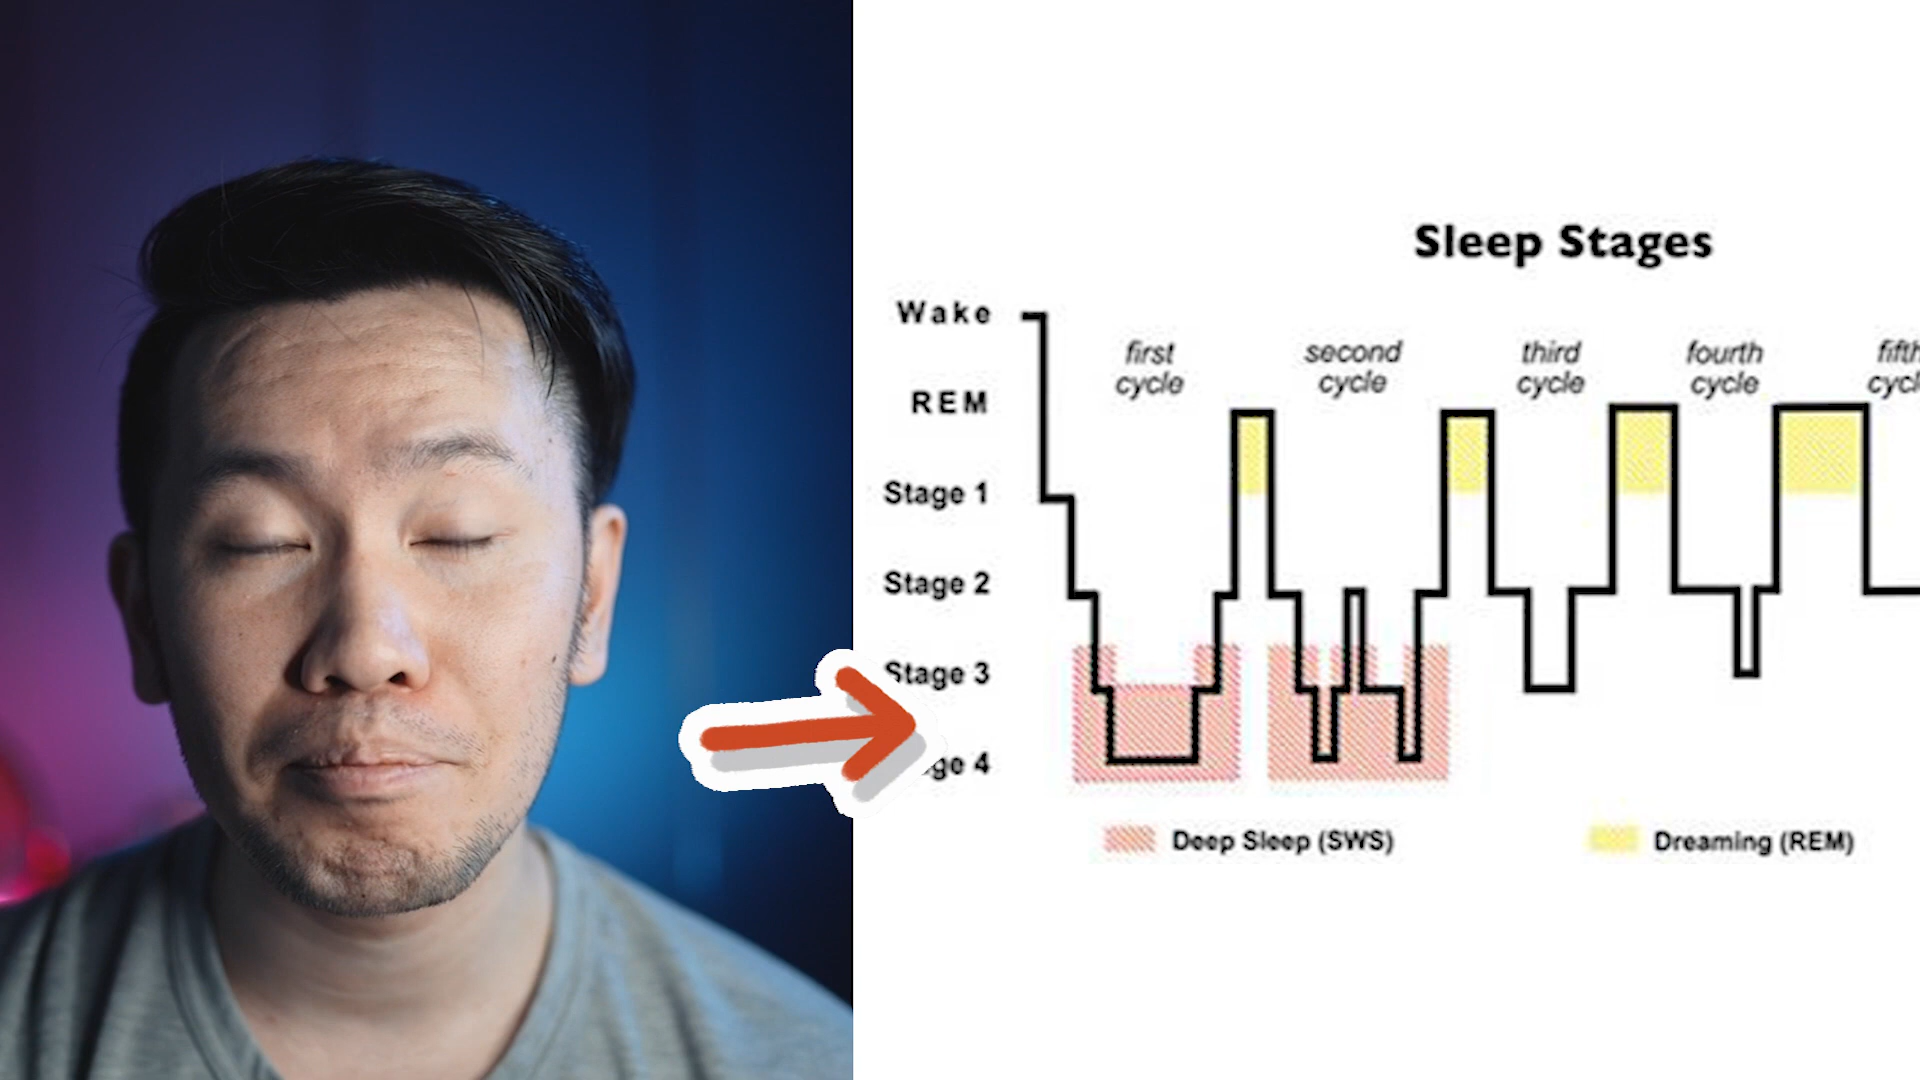 Sleep Stages
Wake
first
cycle
second
cycle
third
cycle
fourth
cycle
REM
Stage 1
Stage 2
Stage 3
4
Deep Sleep (SWS)
Dreaming (REM)